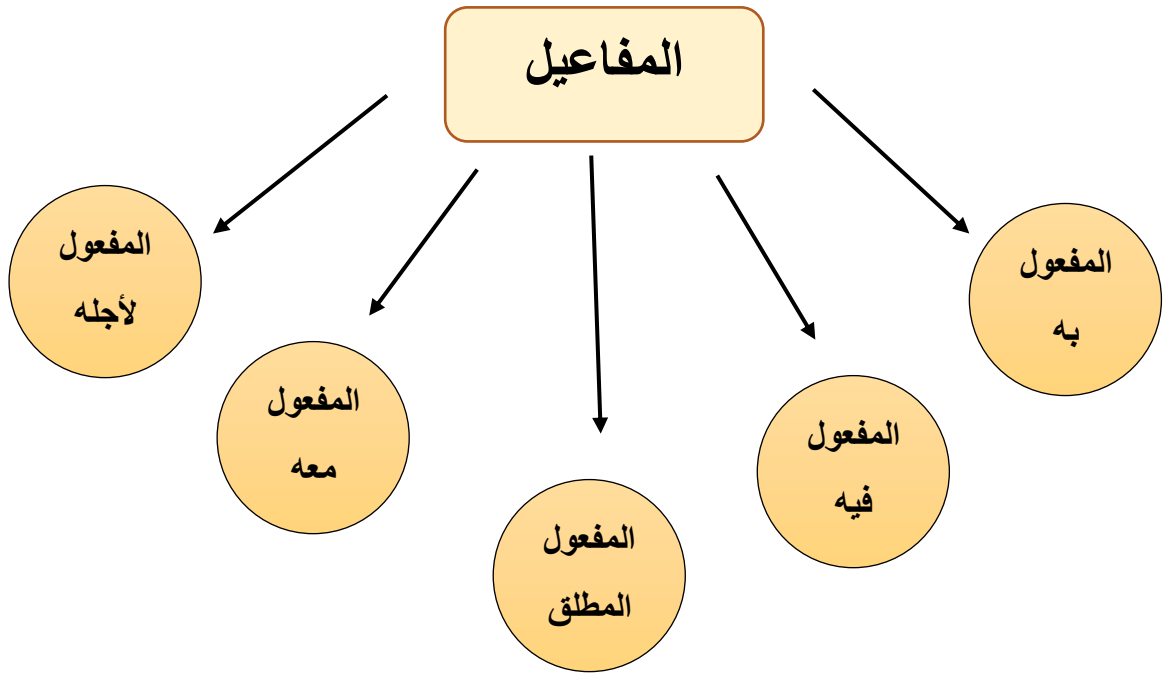 المفاعيل
المفعول
به
المفعول
فيه
المفعول
المطلق
المفعول
معه
المفعول
لأجله